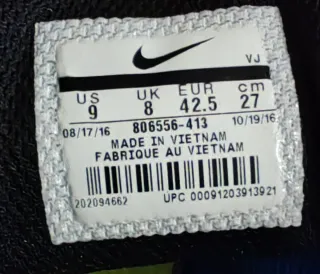 VJ
US UK EUR cm
9 8 42.5 27
08/17/16 806556-413 10/19/16
MADE IN VIETNAM
FABRIQUE AU VIETNAM
202094662 UPC 00091203913921